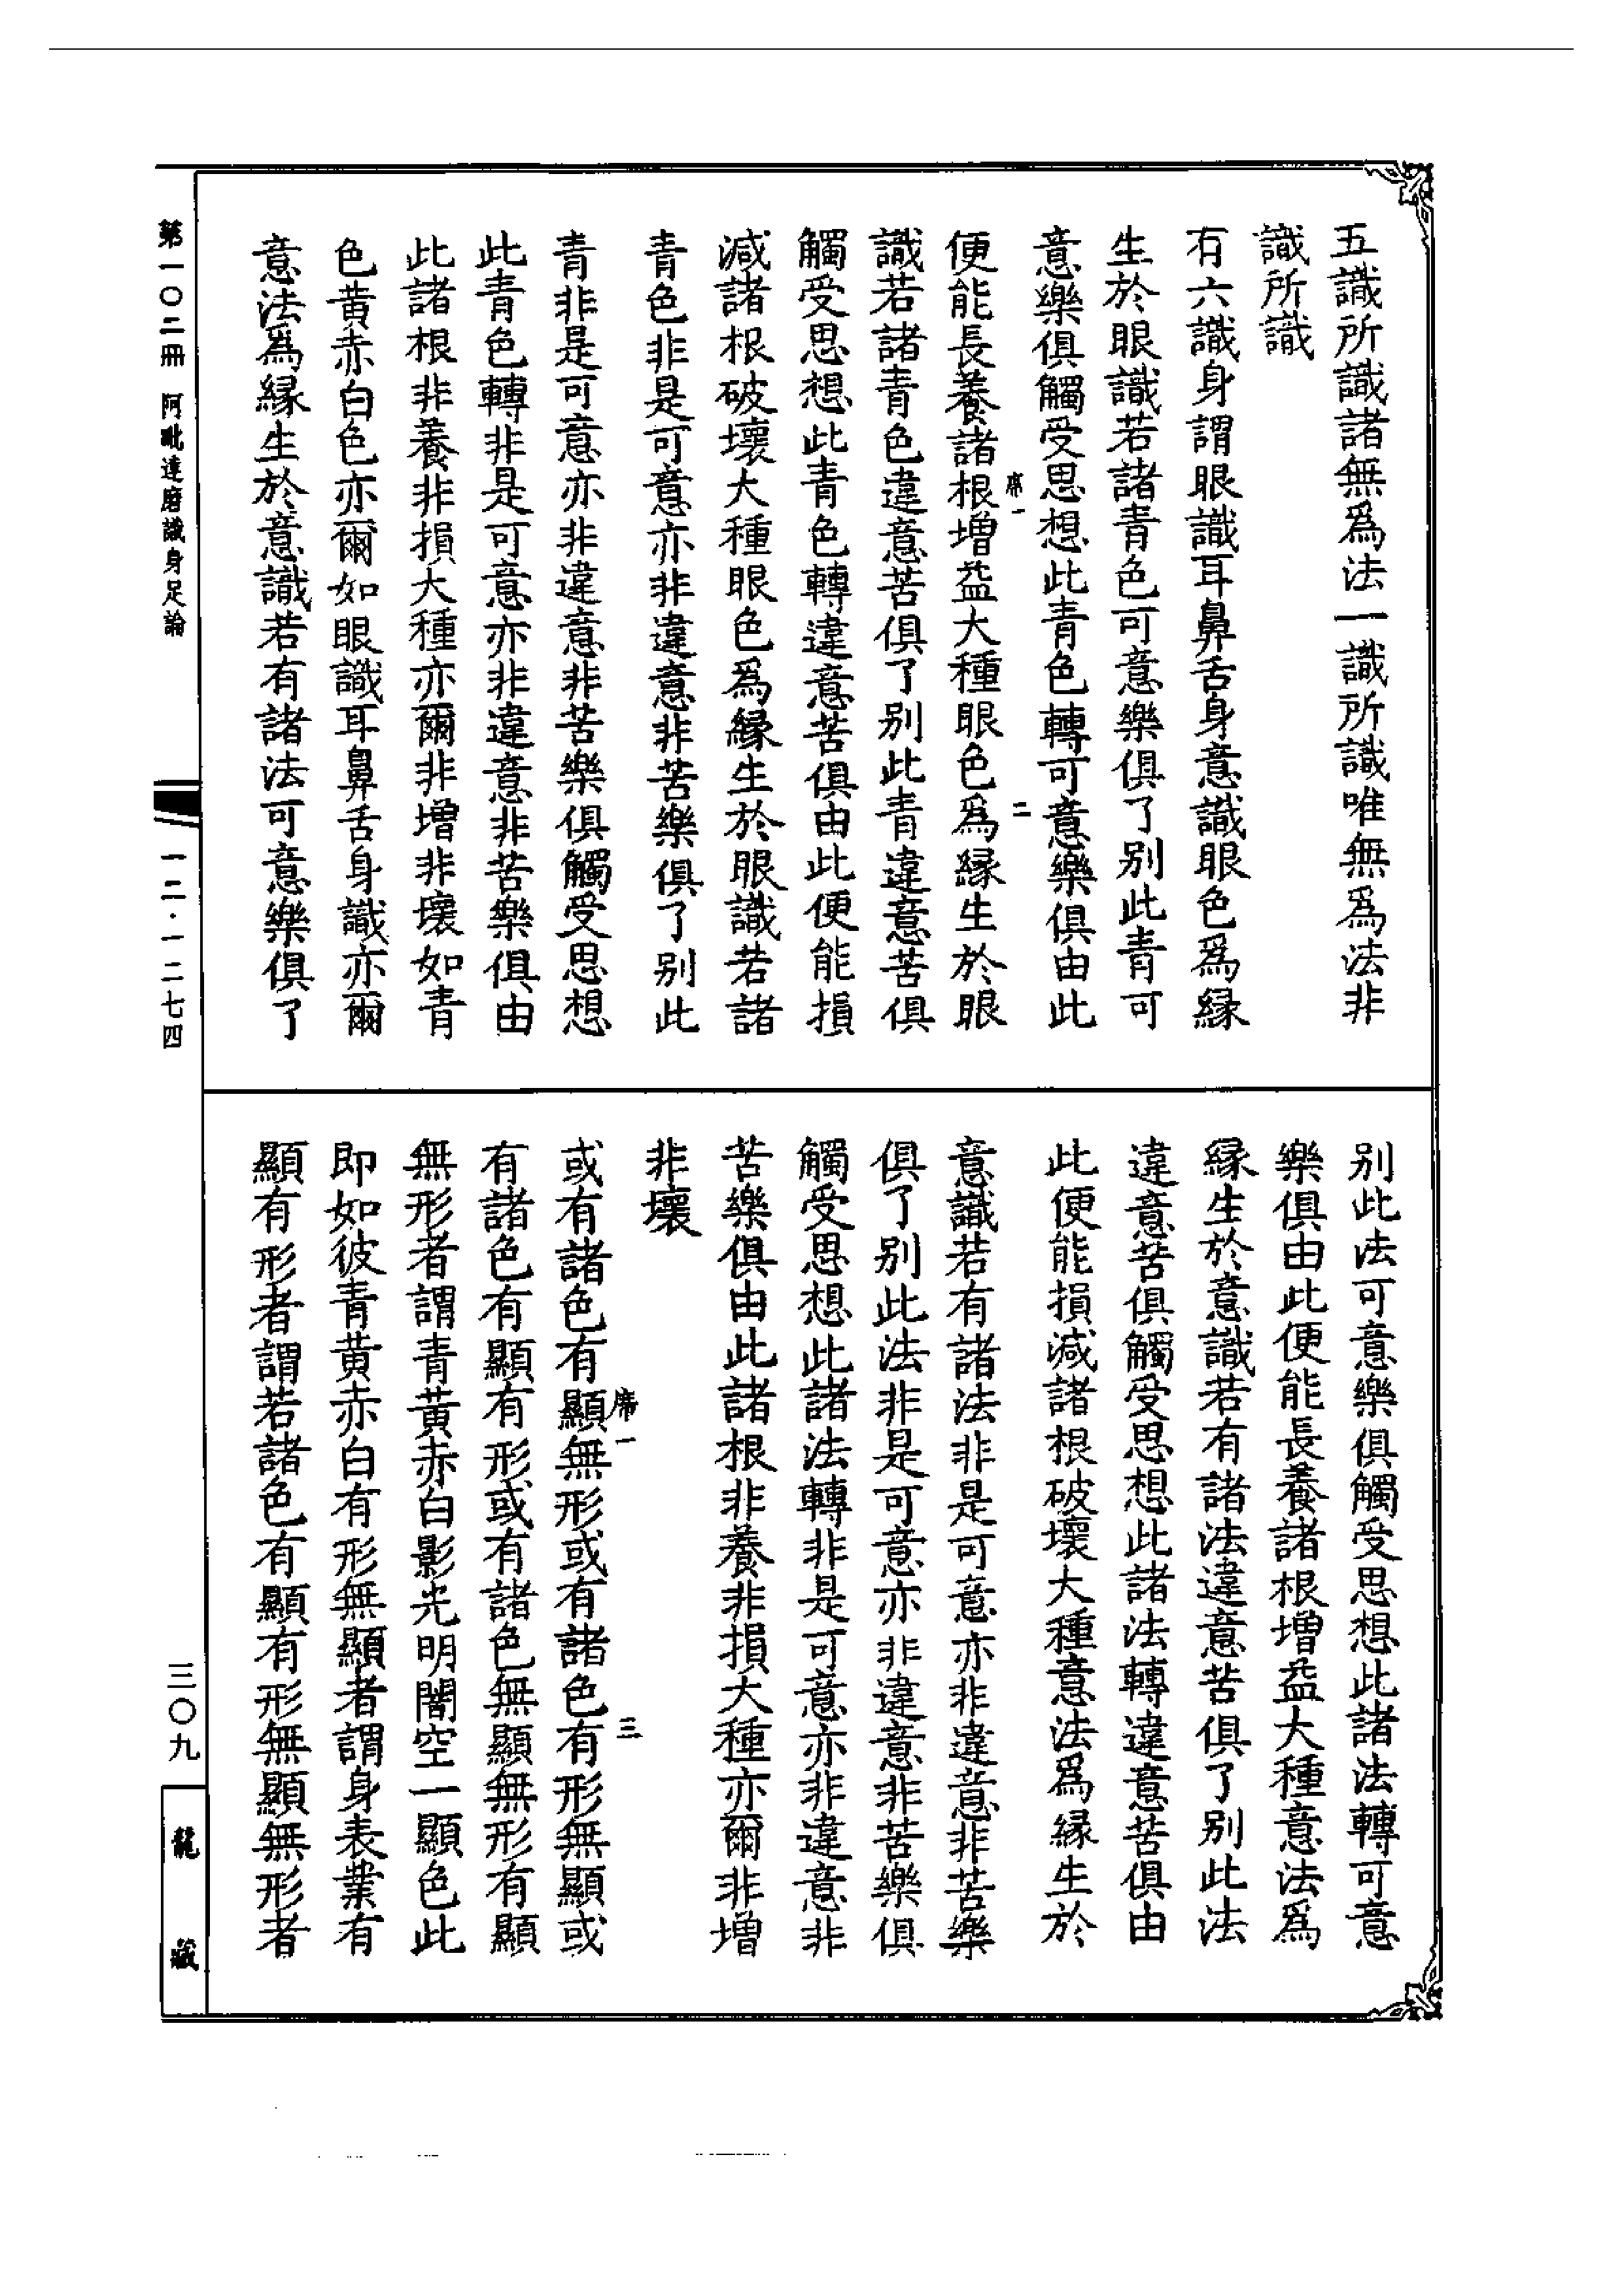 五識所識諸無爲法一識所識唯無爲法非
識所識
有六識身謂眼識耳鼻舌身意識眼色爲縁
生於眼識若諸青色可意樂俱了別此青可
意樂俱觸受思想此青色轉可意樂俱由此
席一
二
便能長養諸根增益大種眼色爲縁生於眼
識若諸青色違意苦俱了別此青違意苦俱
觸受思想此青色轉違意苦俱由此便能損
減諸根破壞大種眼色爲縁生於眼識若諸
青色非是可意亦非違意非苦樂俱了別此
青非是可意亦非違意非苦樂俱觸受思想
此青色轉非是可意亦非違意非苦樂俱由
此諸根非養非損大種亦爾非增非壞如青
色黄赤白色亦爾如眼識耳鼻舌身識亦爾
意法爲縁生於意識若有諸法可意樂俱了
別此法可意樂俱觸受思想此諸法轉可意
樂俱由此便能長養諸根增益大種意法爲
縁生於意識若有諸法違意苦俱了別此法
違意苦俱觸受思想此諸法轉違意苦俱由
此便能損減諸根破壞大種意法爲縁生於
意識若有諸法非是可意亦非違意非苦樂
俱了別此法非是可意亦非違意非苦樂俱
觸受思想此諸法轉非是可意亦非違意非
苦樂俱由此諸根非養非損大種亦爾非增
非壞
席一
三
或有諸色有顯無形或有諸色有形無顯或
有諸色有顯有形或有諸色無顯無形有顯
無形者謂青黄赤白影光明闇空一顯色此
即如彼青黄赤白有形無顯者謂身表業有
顯有形者謂若諸色有顯有形無顯無形者
第一〇二冊 阿毗達磨識身足論
一二·一二七四
三〇九
龍藏